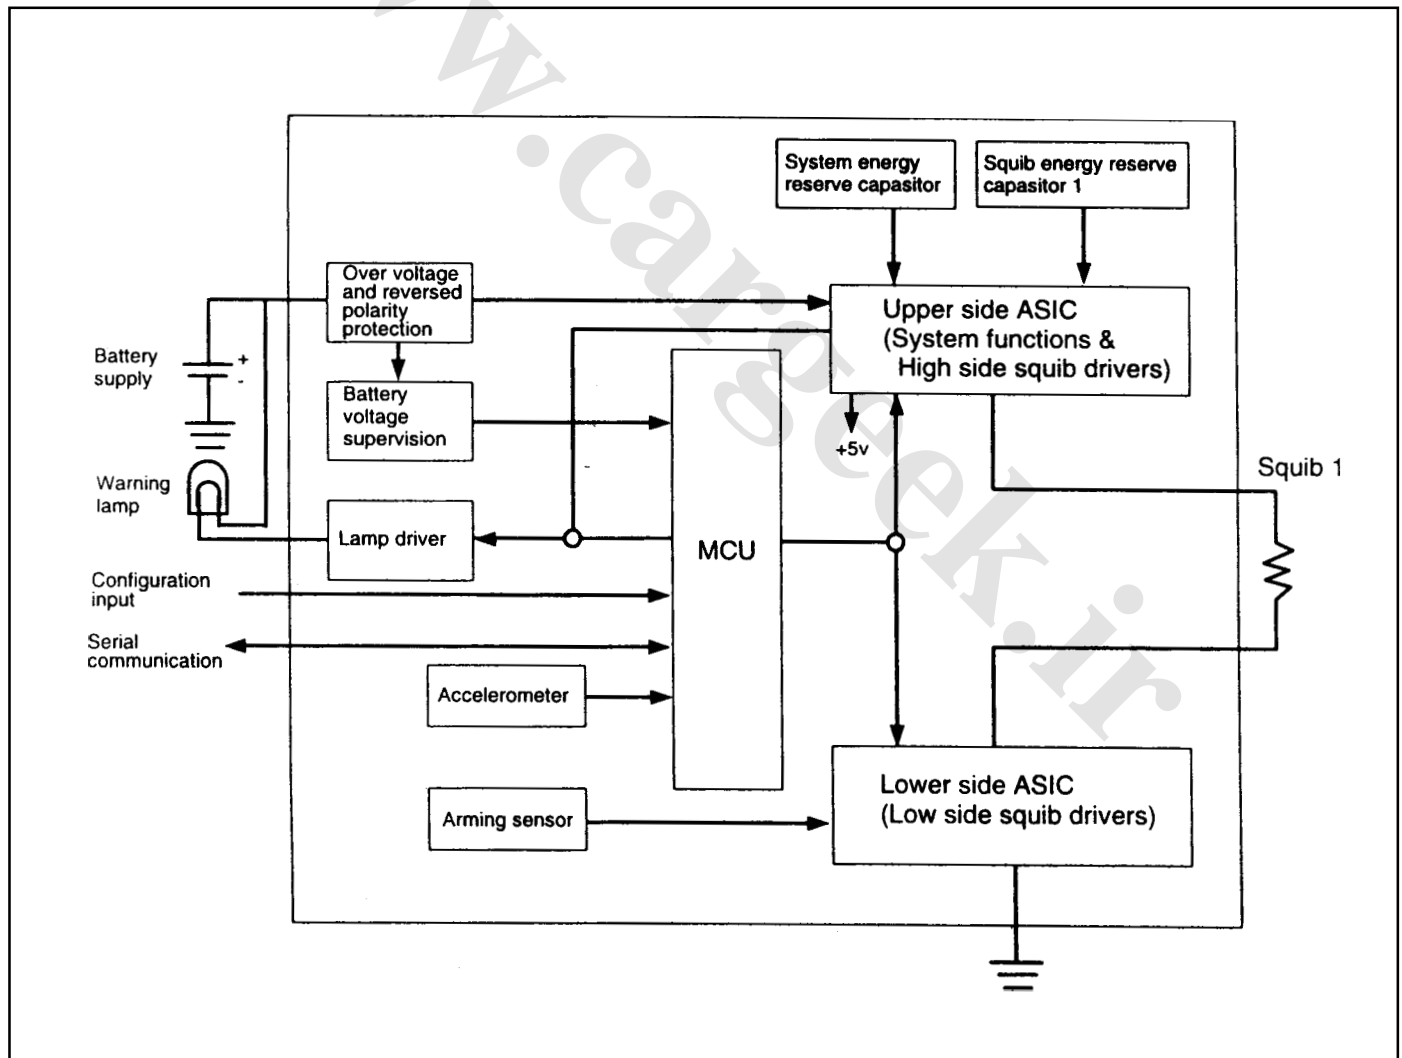 System energy
reserve capasitor
Squib energy reserve
capasitor 1
Over voltage
and reversed
polarity
protection
Upper side ASIC
(System functions &
High side squib drivers)
Battery
supply
+
-
Battery
voltage
supervision
+5v
Squib 1
Warning
lamp
Lamp driver
MCU
Configuration
input
Serial
communication
Accelerometer
Lower side ASIC
(Low side squib drivers)
Arming sensor
w.cargeek.ir